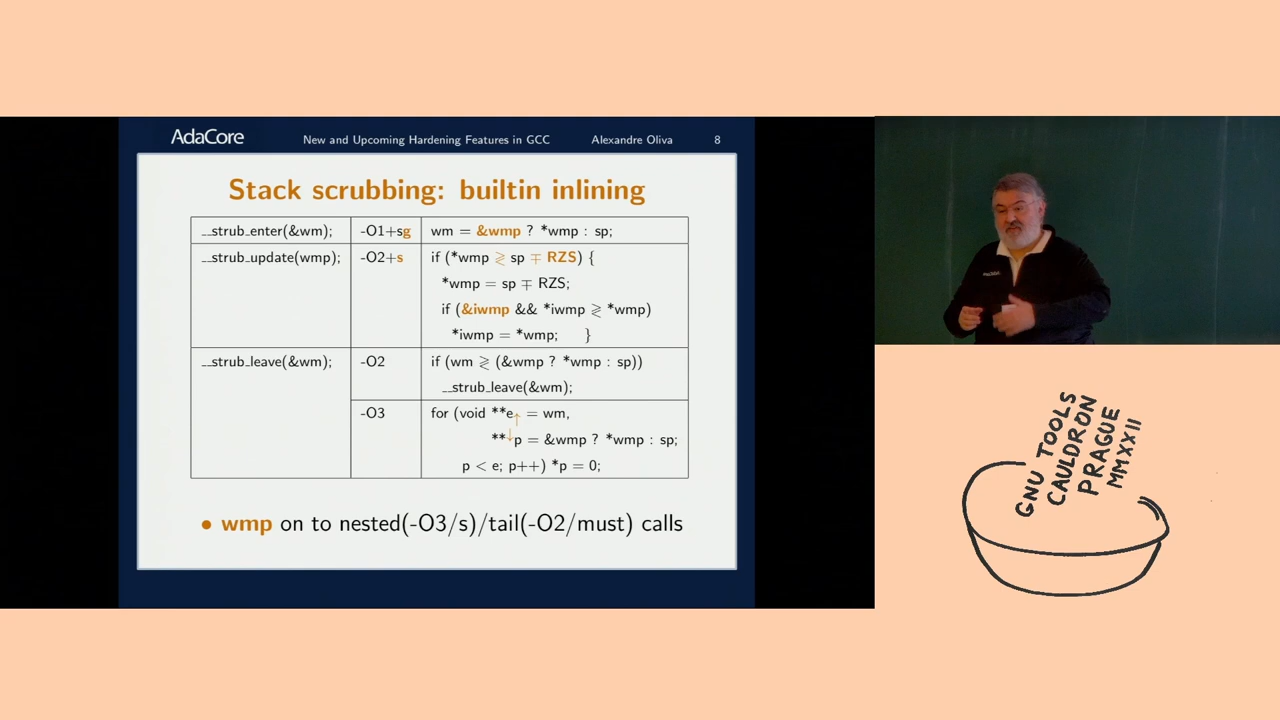 AdaCore New and Upcoming Hardening Features in GCC Alexandre Oliva 8
Stack scrubbing: builtin inlining
__strub_enter(&wm); -O1+sg wm = &wmp ? *wmp : sp;
__strub_update(wmp); -O2+s if (*wmp ≷ sp ∓ RZS) {
*wmp = sp ∓ RZS;
if (&iwmp && *iwmp ≷ *wmp)
*iwmp = *wmp; }
__strub_leave(&wm); -O2 if (wm ≷ (&wmp ? *wmp : sp))
__strub_leave(&wm);
-O3 for (void **e↑ = wm,
**↓p = &wmp ? *wmp : sp;
p < e; p++) *p = 0;
• wmp on to nested(-O3/s)/tail(-O2/must) calls
GNU TOOLS
CAULDRON
PRAGUE
MMXXII